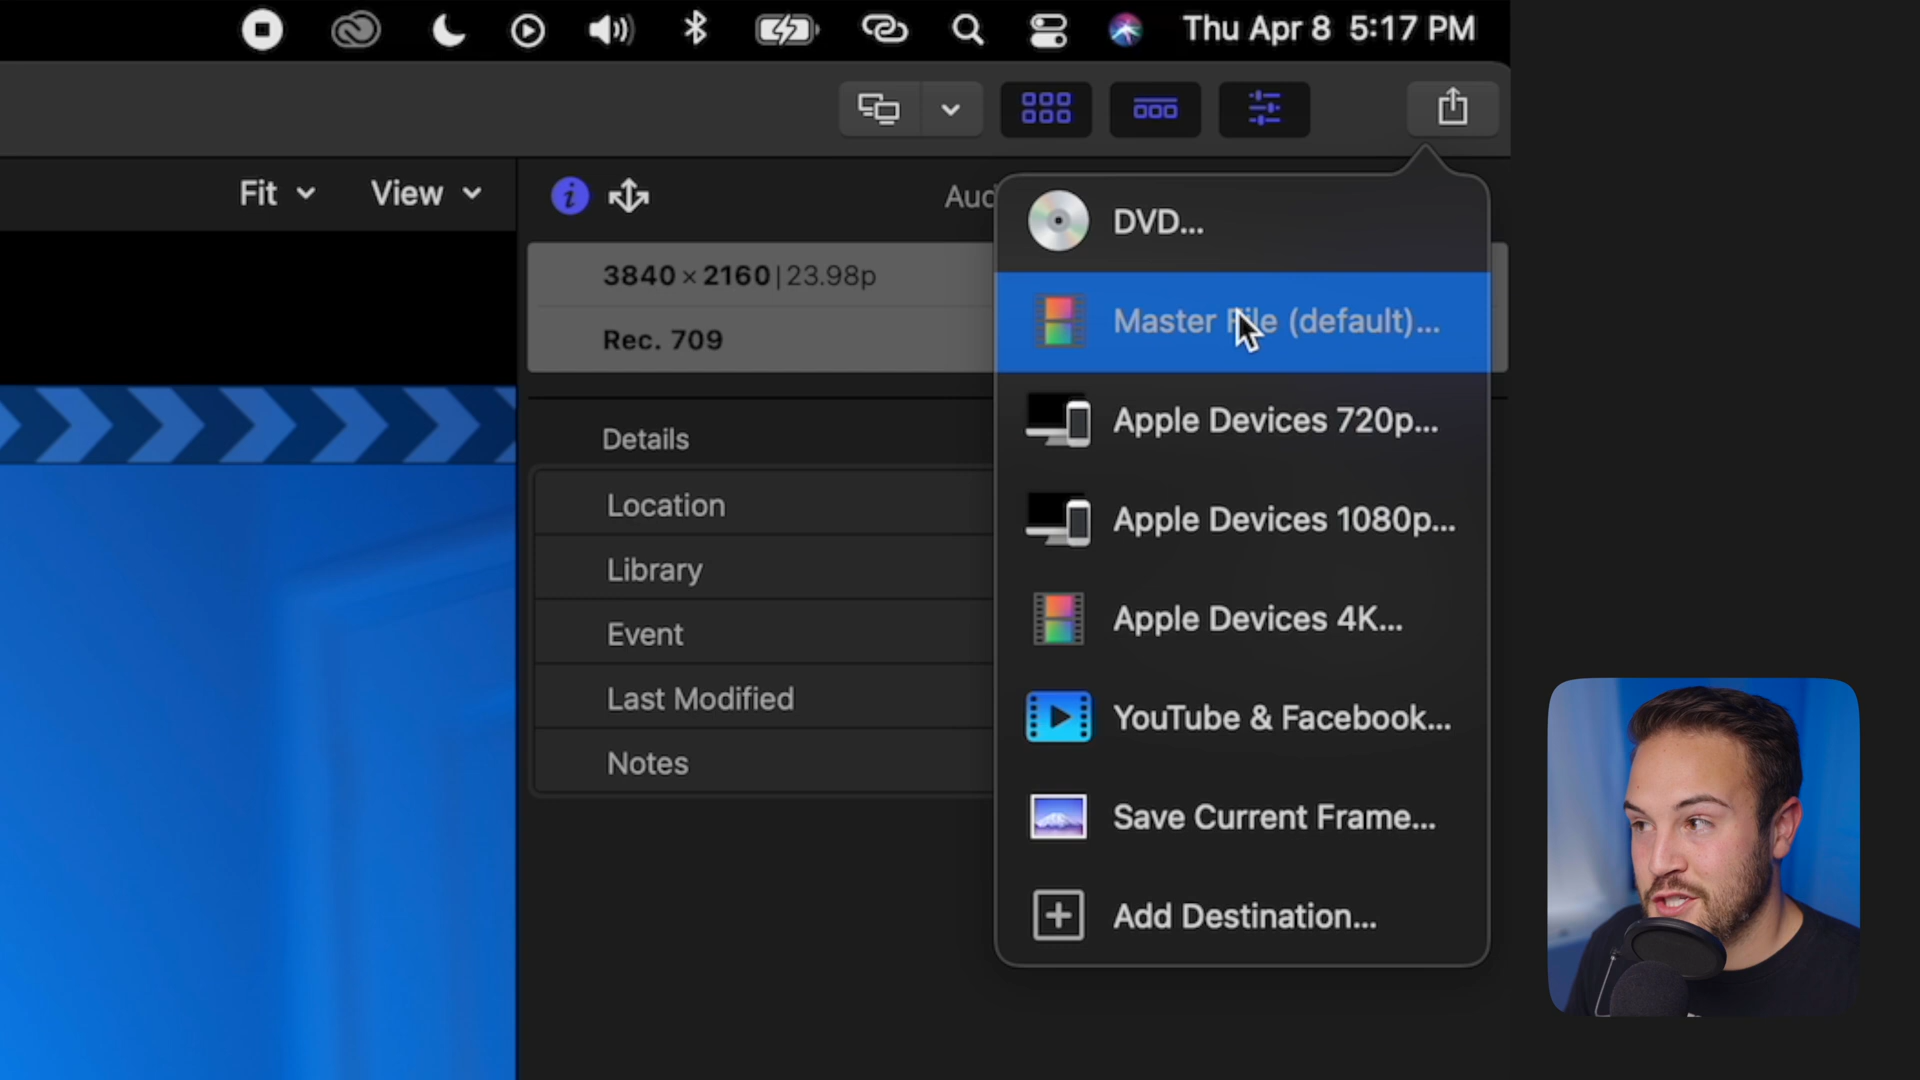 Thu Apr 8 5:17 PM
Fit
View
3840 × 2160 | 23.98p
Rec. 709
Details
Location
Library
Event
Last Modified
Notes
DVD...
Master File (default)...
Apple Devices 720p...
Apple Devices 1080p...
Apple Devices 4K...
YouTube & Facebook...
Save Current Frame...
Add Destination...